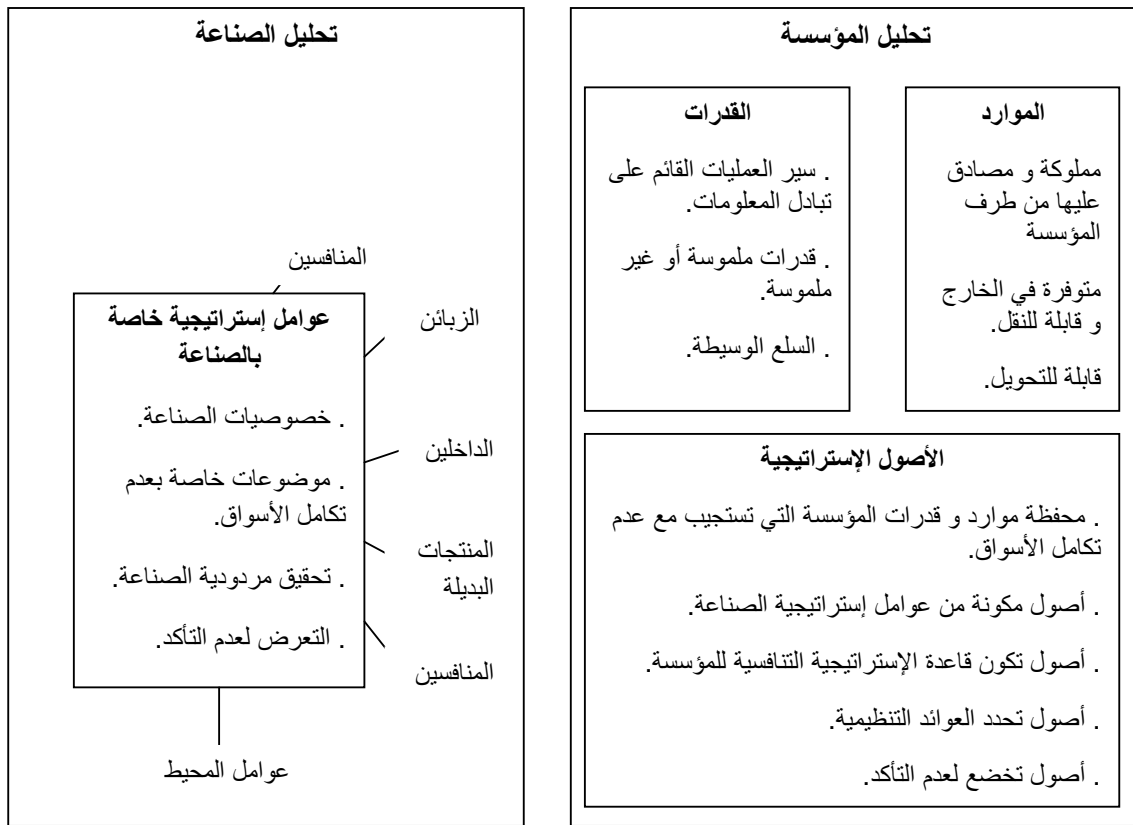 تحليل المؤسسة
الموارد
مملوكة و مصادق
عليها من طرف
المؤسسة
متوفرة في الخارج
و قابلة للنقل.
قابلة للتحويل.
القدرات
. سير العمليات القائم على
تبادل المعلومات.
. قدرات ملموسة أو غير
ملموسة.
. السلع الوسيطة.
الأصول الإستراتيجية
. محفظة موارد و قدرات المؤسسة التي تستجيب مع عدم
تكامل الأسواق.
. أصول مكونة من عوامل إستراتيجية الصناعة.
. أصول تكون قاعدة الإستراتيجية التنافسية للمؤسسة.
. أصول تحدد العوائد التنظيمية.
. أصول تخضع لعدم التأكد.
تحليل الصناعة
المنافسين
الزبائن
الداخلين
المنتجات
البديلة
المنافسين
عوامل إستراتيجية خاصة
بالصناعة
. خصوصيات الصناعة.
. موضوعات خاصة بعدم
تكامل الأسواق.
. تحقيق مردودية الصناعة.
. التعرض لعدم التأكد.
عوامل المحيط